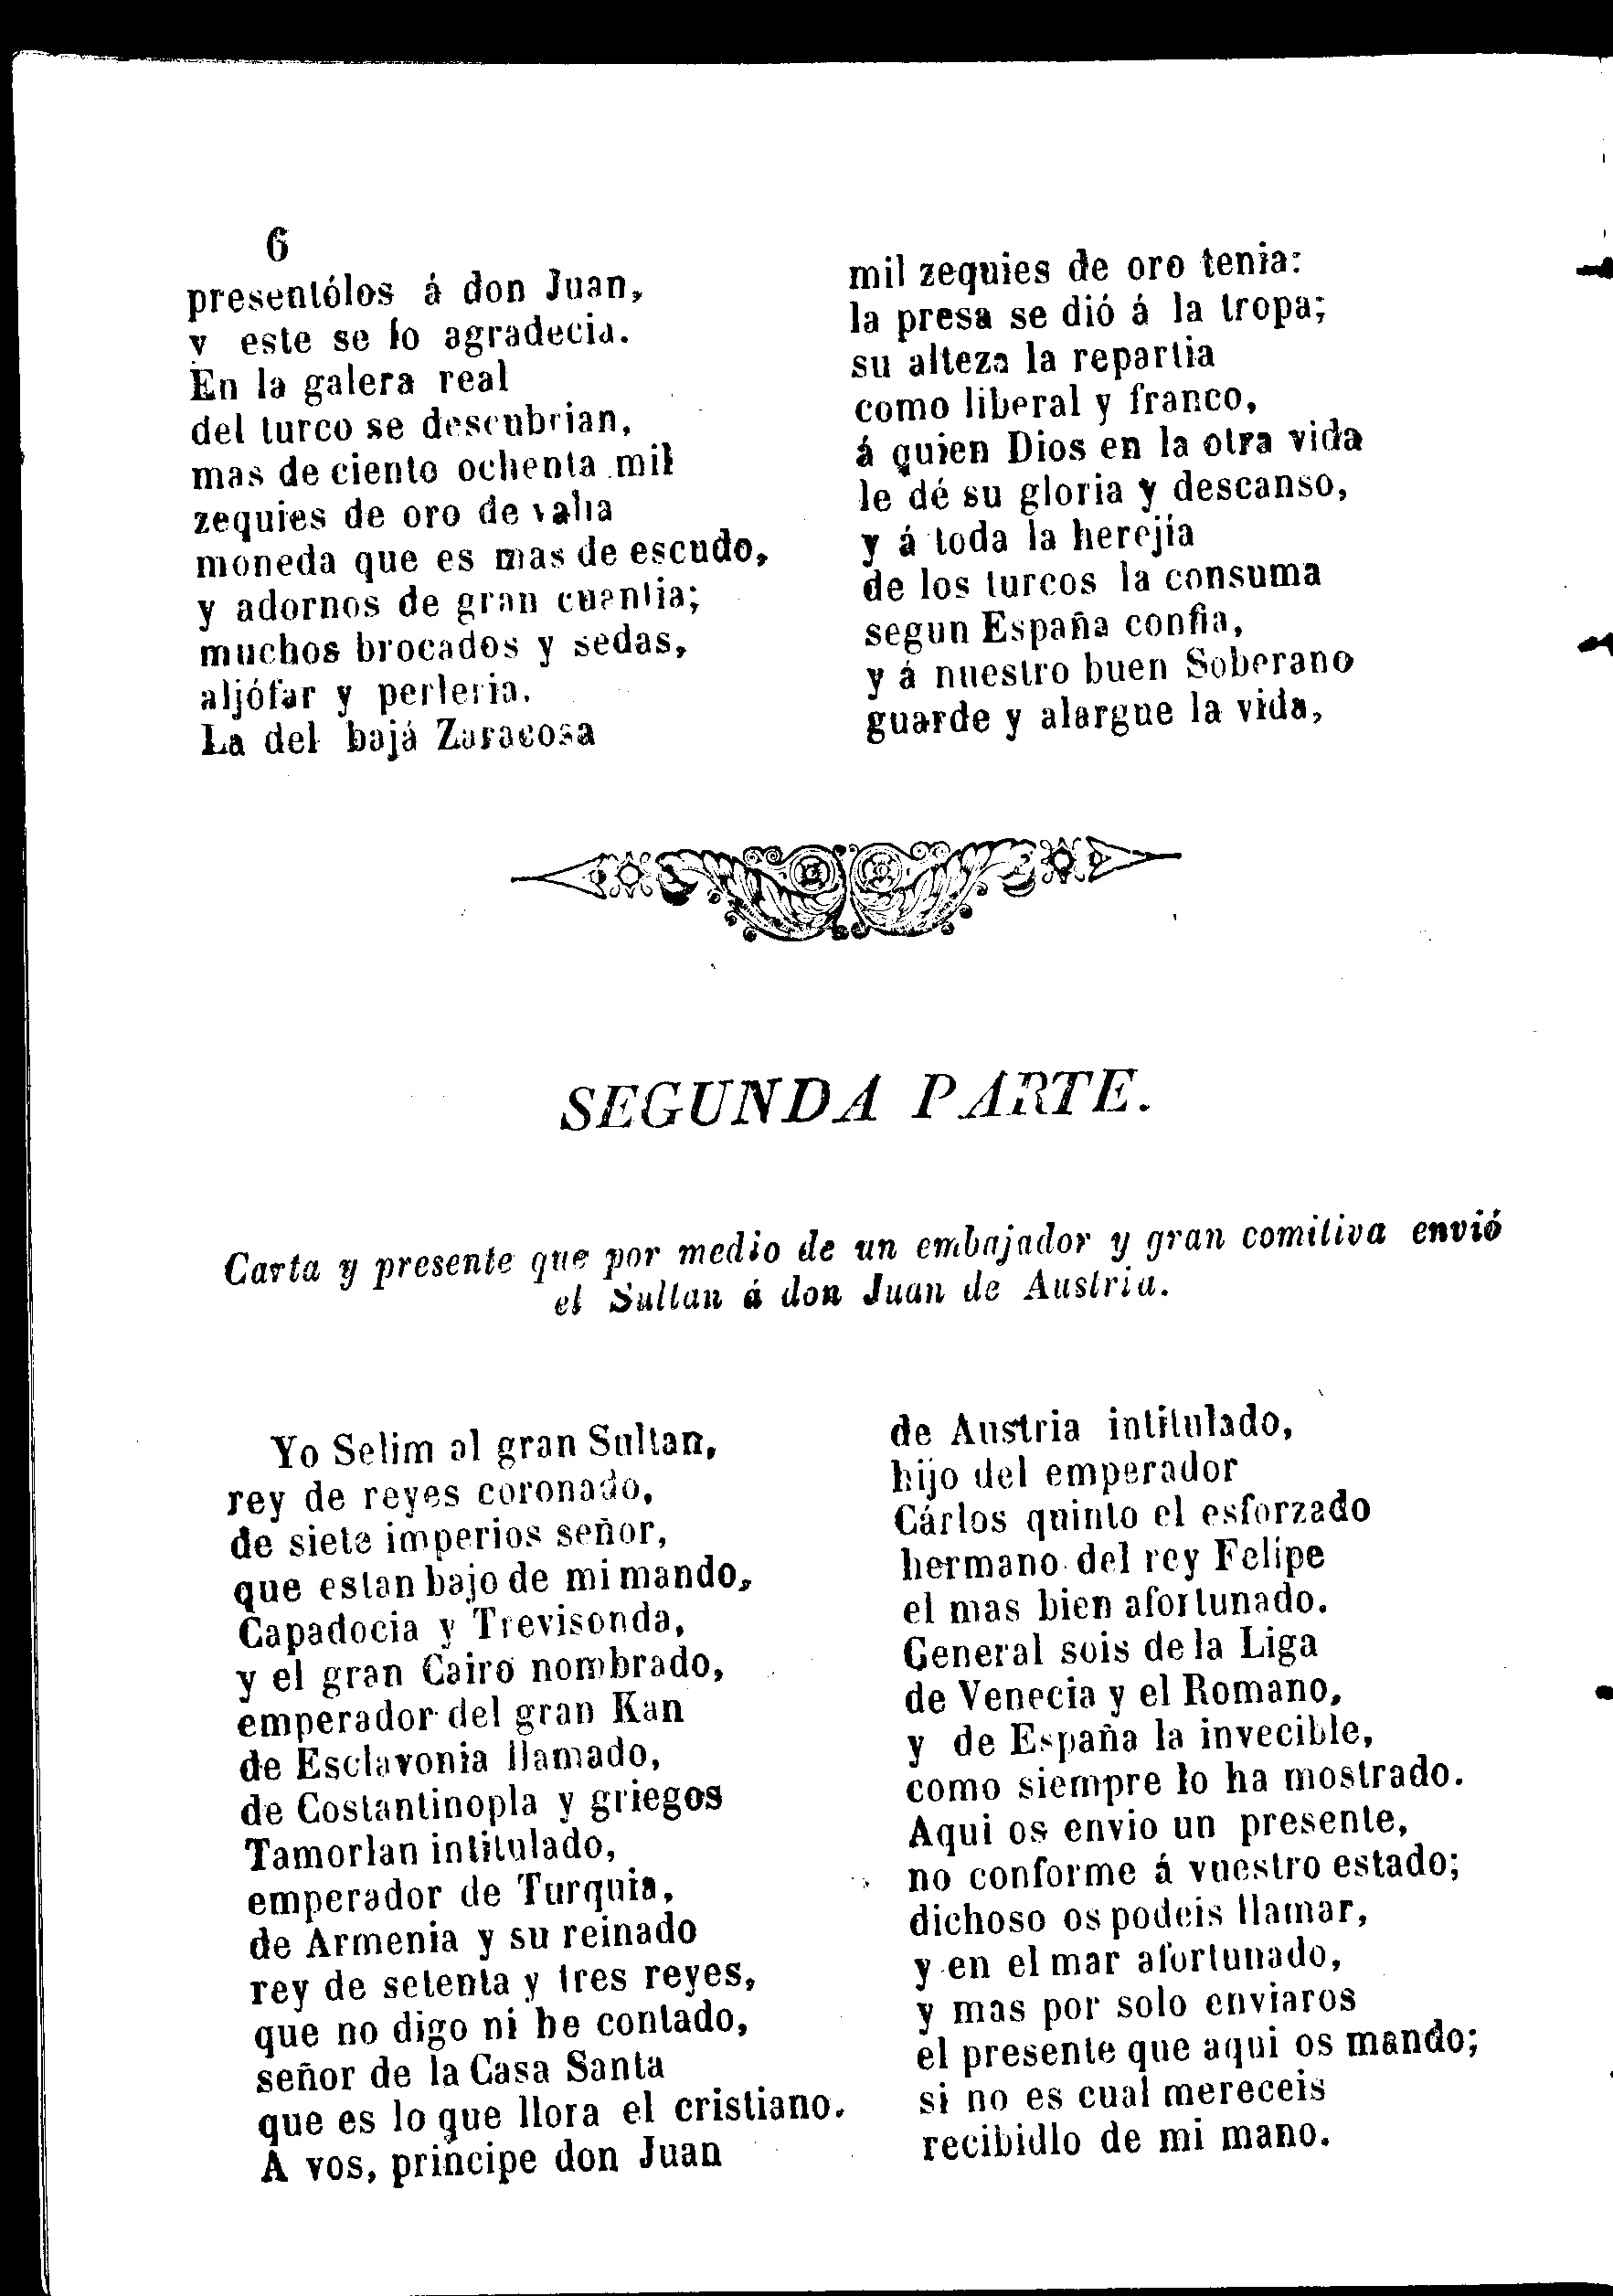 6
presentólos á don Juan,
y este se lo agradecia.
En la galera real
del turco se descubrian,
mas de ciento ochenta mil
zequies de oro de valia
moneda que es mas de escudo,
y adornos de gran cuantia;
muchos brocados y sedas,
aljófar y perleria.
La del bajá Zaracosa
mil zequies de oro tenia:
la presa se dió á la tropa;
su alteza la repartia
como liberal y franco,
á quien Dios en la otra vida
le dé su gloria y descanso,
y á toda la herejía
de los turcos la consuma
segun España confia,
y á nuestro buen Soberano
guarde y alargue la vida,
SEGUNDA PARTE.
Carta y presente que por medio de un embajador y gran comitiva envió
el Sultan á don Juan de Austria.
Yo Selim al gran Sultan,
rey de reyes coronado,
de siete imperios señor,
que estan bajo de mi mando,
Capadocia y Trevisonda,
y el gran Cairo nombrado,
emperador del gran Kan
de Esclavonia llamado,
de Costantinopla y griegos
Tamorlan intitulado,
emperador de Turquia,
de Armenia y su reinado
rey de setenta y tres reyes,
que no digo ni he contado,
señor de la Casa Santa
que es lo que llora el cristiano.
A vos, príncipe don Juan
de Austria intitulado,
hijo del emperador
Cárlos quinto el esforzado
hermano del rey Felipe
el mas bien afortunado.
General sois de la Liga
de Venecia y el Romano,
y de España la invecible,
como siempre lo ha mostrado.
Aqui os envio un presente,
no conforme á vuestro estado;
dichoso os podeis llamar,
y en el mar afortunado,
y mas por solo enviaros
el presente que aqui os mando;
si no es cual mereceis
recibidlo de mi mano.